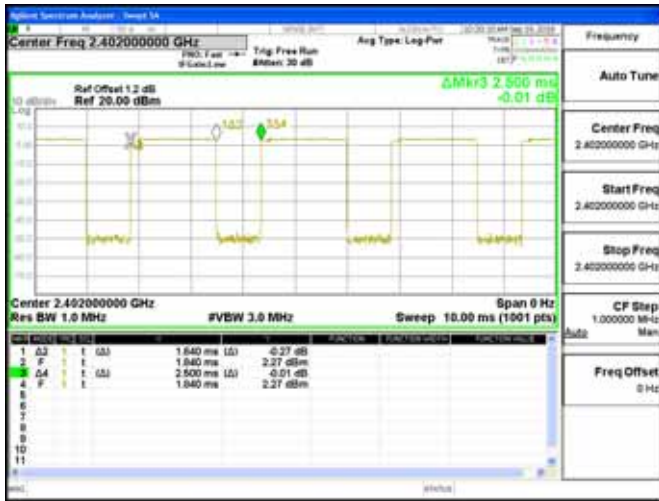 Agilent Spectrum Analyzer - Swept SA
Center Freq 2.402000000 GHz
PNO: Fast
IFGain:Low
Trig: Free Run
#Atten: 30 dB
Avg Type: Log-Pwr
Frequency
Auto Tune
Ref Offset 1.2 dB
Ref 20.00 dBm
ΔMkr3 2.500 ms
-0.01 dB
10 dB/div
Log
1Δ2
3Δ4
Center Freq
2.402000000 GHz
Start Freq
2.402000000 GHz
Stop Freq
2.402000000 GHz
CF Step
1.000000 MHz
Auto Man
Freq Offset
0 Hz
Center 2.402000000 GHz
Span 0 Hz
Res BW 1.0 MHz
#VBW 3.0 MHz
Sweep 10.00 ms (1001 pts)
FUNCTION FUNCTION WIDTH FUNCTION VALUE
1 Δ2 1 t (Δ) 1.640 ms (Δ) -0.27 dB
2 F 1 t 1.840 ms 2.27 dBm
3 Δ4 1 t (Δ) 2.500 ms (Δ) -0.01 dB
4 F 1 t 1.840 ms 2.27 dBm
5
6
7
8
9
10
11
MSG
STATUS